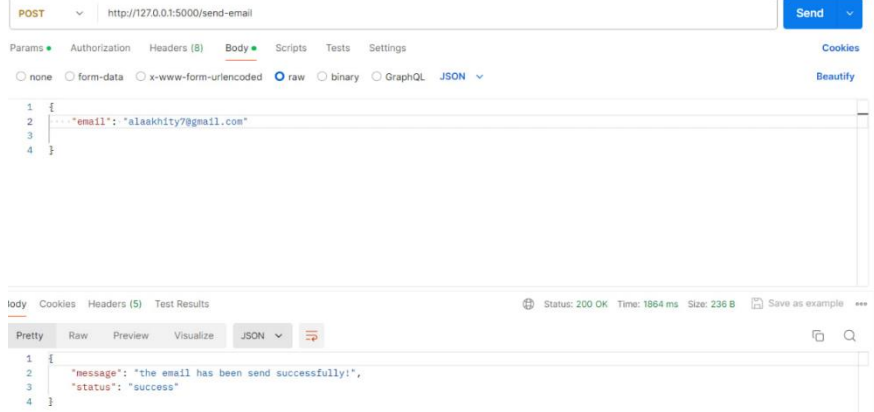 POST http://127.0.0.1:5000/send-email Send
Params Authorization Headers (8) Body Scripts Tests Settings Cookies
none form-data x-www-form-urlencoded raw binary GraphQL JSON Beautify
1 {
2 "email": "alaakhity7@gmail.com"
3
4 }
lody Cookies Headers (5) Test Results Status: 200 OK Time: 1864 ms Size: 236 B Save as example
Pretty Raw Preview Visualize JSON
1 {
2 "message": "the email has been send successfully!",
3 "status": "success"
4 }